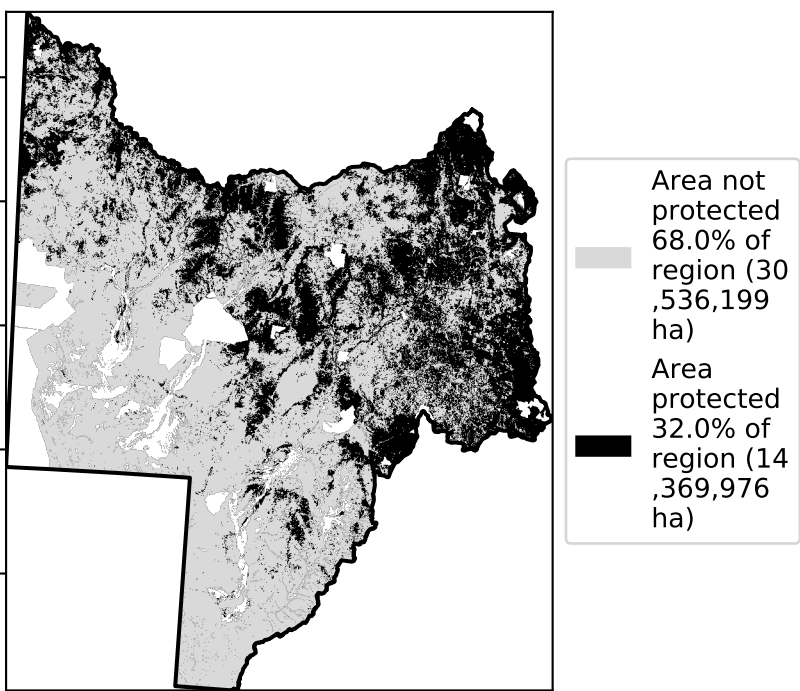 Area not
protected
68.0% of
region (30
,536,199
ha)
Area
protected
32.0% of
region (14
,369,976
ha)